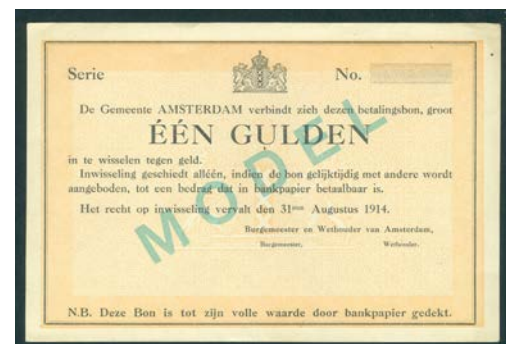 Serie No.
De Gemeente AMSTERDAM verbindt zich dezen betalingsbon, groot
ÉÉN GULDEN
in te wisselen tegen geld.
Inwisseling geschiedt alléén, indien de bon gelijktijdig met andere wordt
aangeboden, tot een bedrag dat in bankpapier betaalbaar is.
Het recht op inwisseling vervalt den 31sten Augustus 1914.
Burgemeester en Wethouder van Amsterdam,
Burgemeester, Wethouder.
N.B. Deze Bon is tot zijn volle waarde door bankpapier gedekt.
MODEL